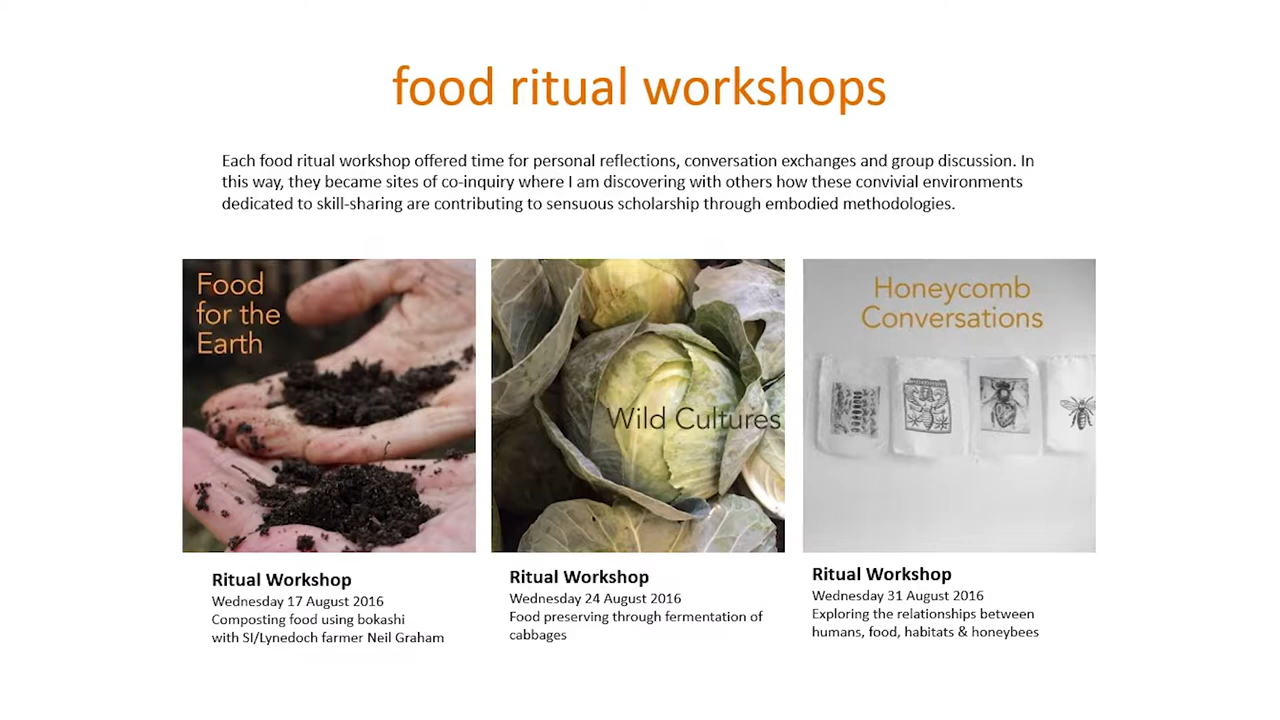 food ritual workshops
Each food ritual workshop offered time for personal reflections, conversation exchanges and group discussion. In
this way, they became sites of co-inquiry where I am discovering with others how these convivial environments
dedicated to skill-sharing are contributing to sensuous scholarship through embodied methodologies.
Food
for the
Earth
Wild Cultures
Honeycomb
Conversations
Ritual Workshop
Wednesday 17 August 2016
Composting food using bokashi
with SI/Lynedoch farmer Neil Graham
Ritual Workshop
Wednesday 24 August 2016
Food preserving through fermentation of
cabbages
Ritual Workshop
Wednesday 31 August 2016
Exploring the relationships between
humans, food, habitats & honeybees